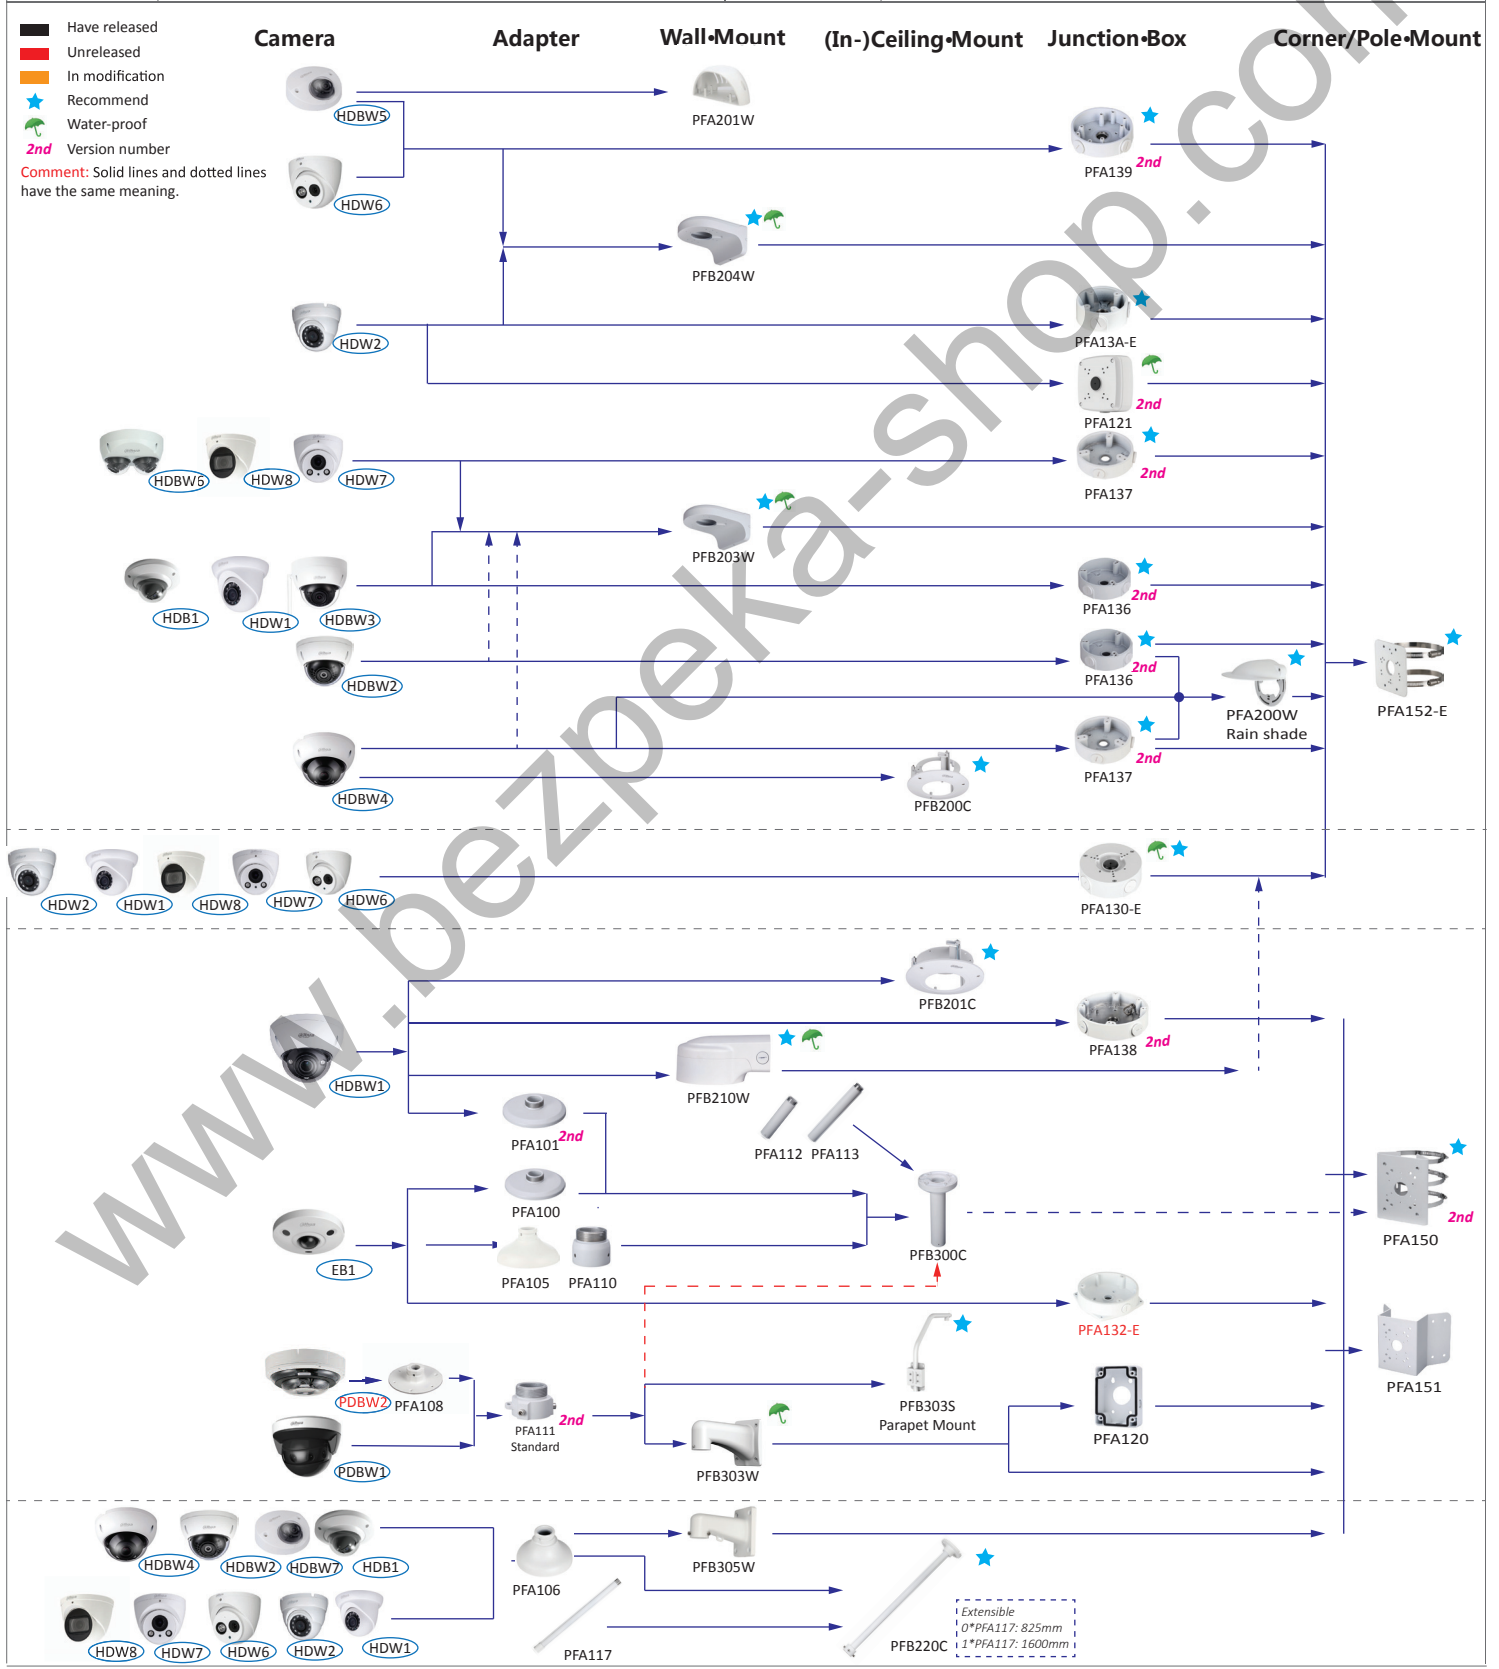 Have released
Unreleased
In modification
Recommend
Water-proof
2nd Version number
Comment: Solid lines and dotted lines
have the same meaning.
Camera
Adapter
Wall•Mount
(In-)Ceiling•Mount
Junction•Box
Corner/Pole•Mount
HDBW5
PFA201W
HDW6
PFA139
2nd
PFB204W
HDW2
PFA13A-E
PFA121
2nd
HDBW6
HDW8
HDW7
PFA137
2nd
PFB203W
HDB1
HDW1
HDBW3
PFA136
2nd
HDBW2
PFA136
2nd
PFA200W
Rain shade
PFA152-E
HDBW4
PFA137
2nd
PFB200C
HDW2
HDW1
HDW8
HDW7
HDW6
PFA130-E
PFB201C
HDBW1
PFA138
2nd
PFB210W
PFA101
2nd
PFA112
PFA113
PFA100
PFB300C
EB1
PFA105
PFA110
PFA150
2nd
PFA132-E
PFA151
PDBW2
PFA108
PFA111
Standard
2nd
PFB303S
Parapet Mount
PFA120
PDBW1
PFB303W
HDBW4
HDBW2
HDBW7
HDB1
PFA106
PFB305W
HDW8
HDW7
HDW6
HDW2
HDW1
PFA117
PFB220C
Extensible
0*PFA117: 825mm
1*PFA117: 1600mm
www.bezpeka-shop.com